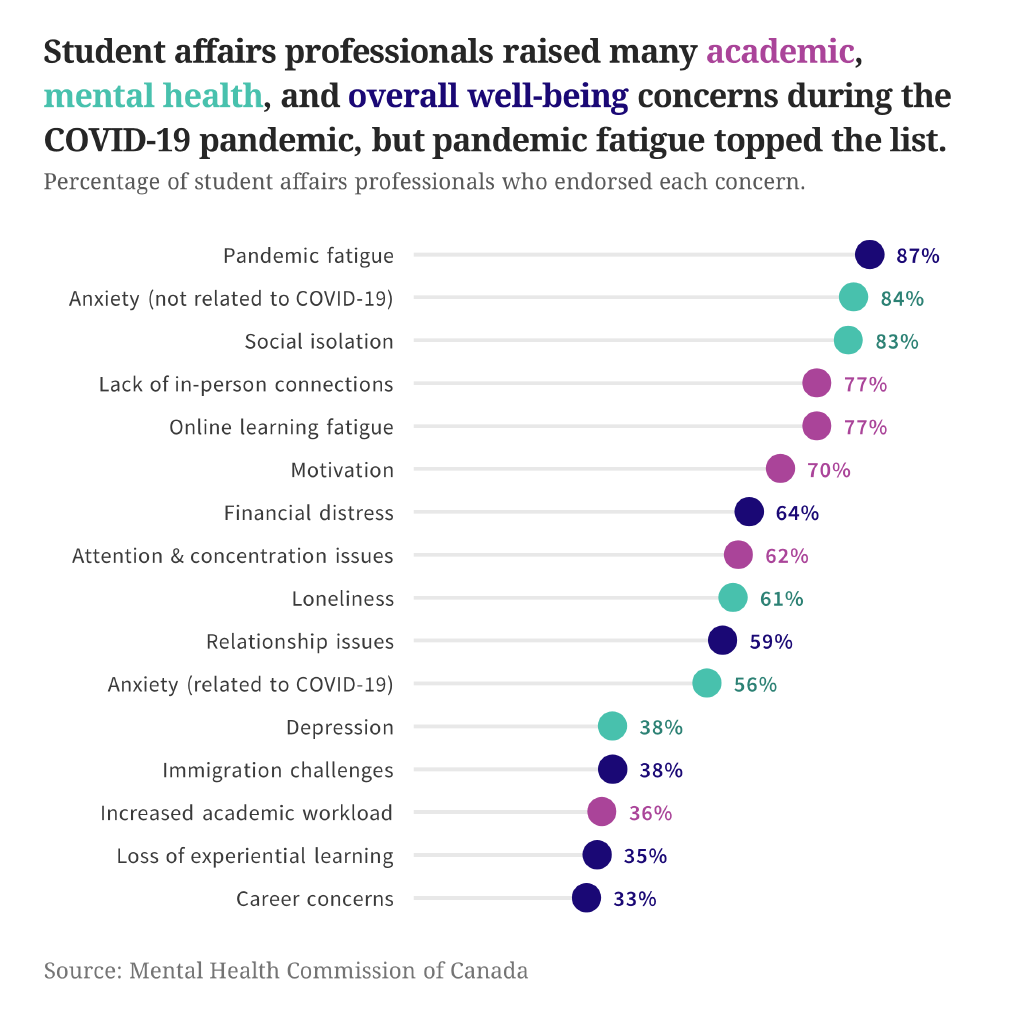 Student affairs professionals raised many academic,
mental health, and overall well-being concerns during the
COVID-19 pandemic, but pandemic fatigue topped the list.
Percentage of student affairs professionals who endorsed each concern.
Pandemic fatigue 87%
Anxiety (not related to COVID-19) 84%
Social isolation 83%
Lack of in-person connections 77%
Online learning fatigue 77%
Motivation 70%
Financial distress 64%
Attention & concentration issues 62%
Loneliness 61%
Relationship issues 59%
Anxiety (related to COVID-19) 56%
Depression 38%
Immigration challenges 38%
Increased academic workload 36%
Loss of experiential learning 35%
Career concerns 33%
Source: Mental Health Commission of Canada